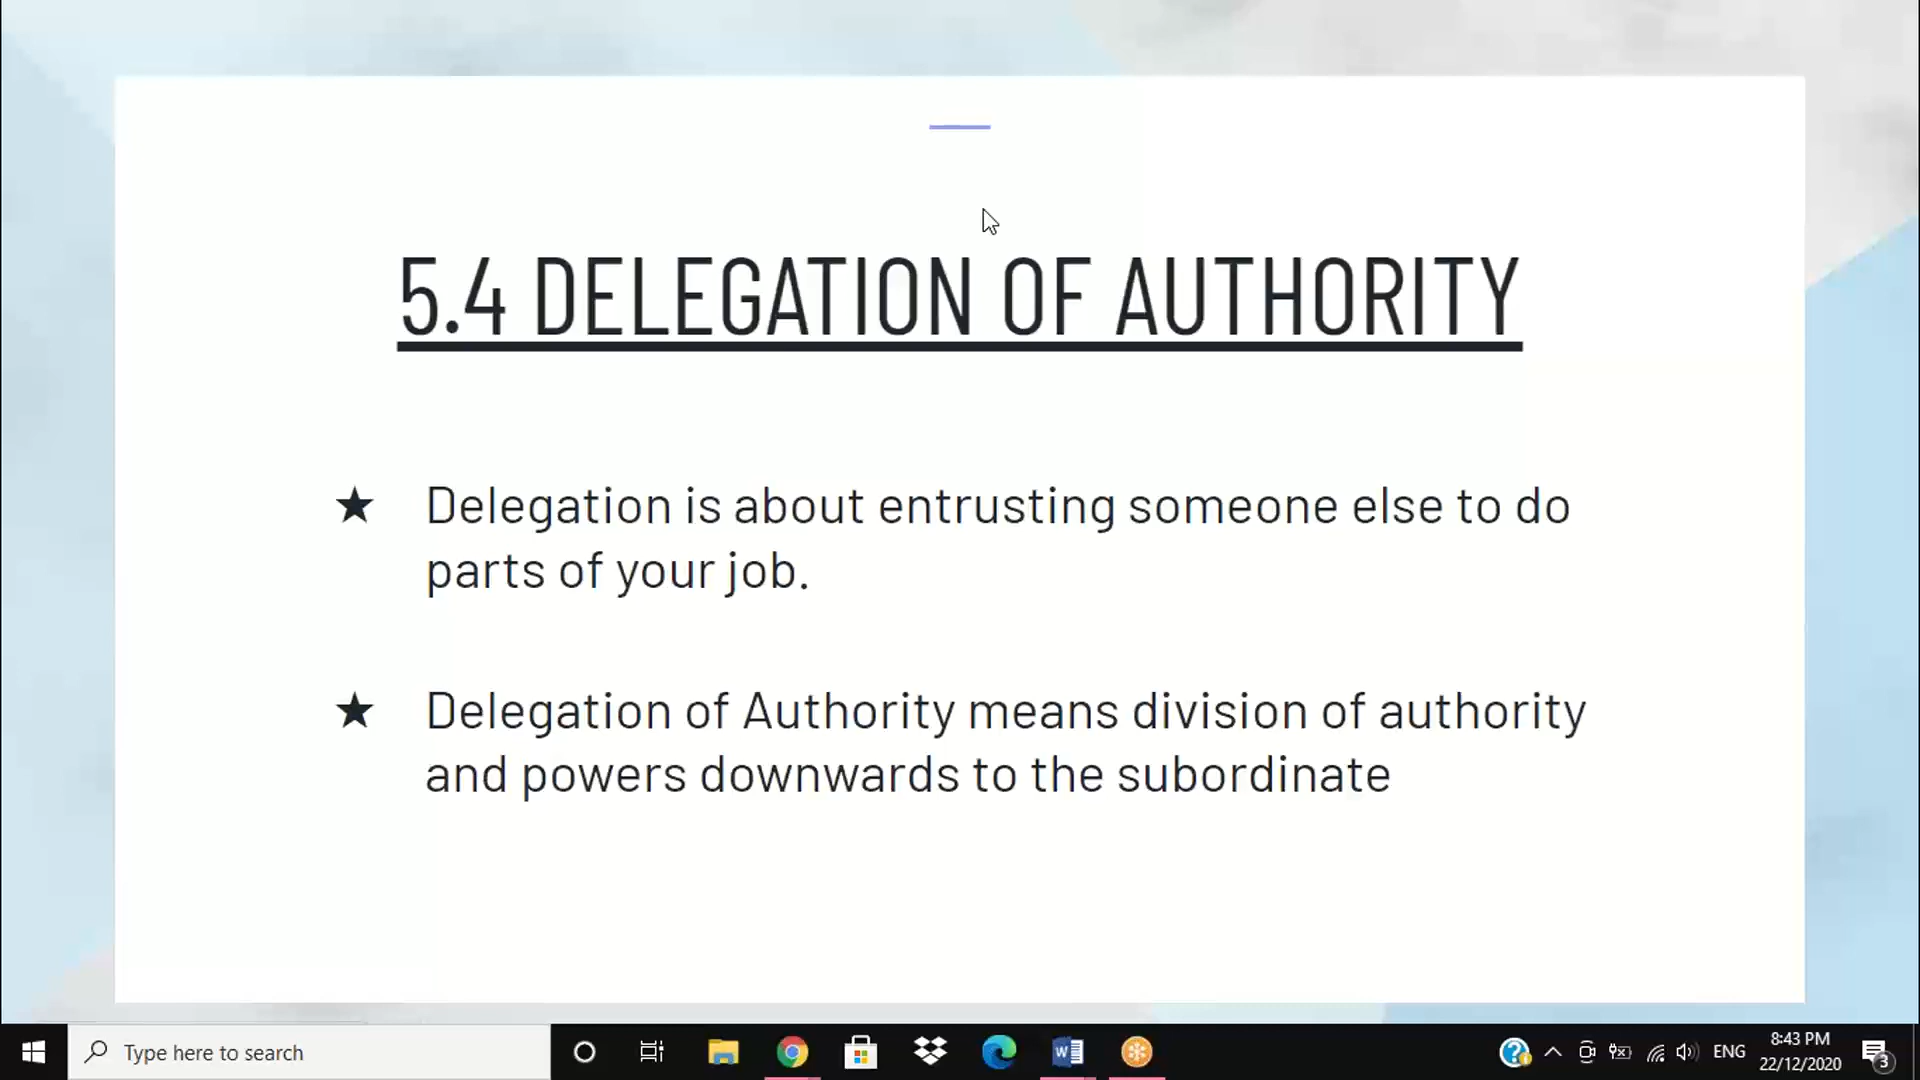 5.4 DELEGATION OF AUTHORITY
★ Delegation is about entrusting someone else to do
parts of your job.
★ Delegation of Authority means division of authority
and powers downwards to the subordinate
Type here to search
ENG
8:43 PM
22/12/2020
3